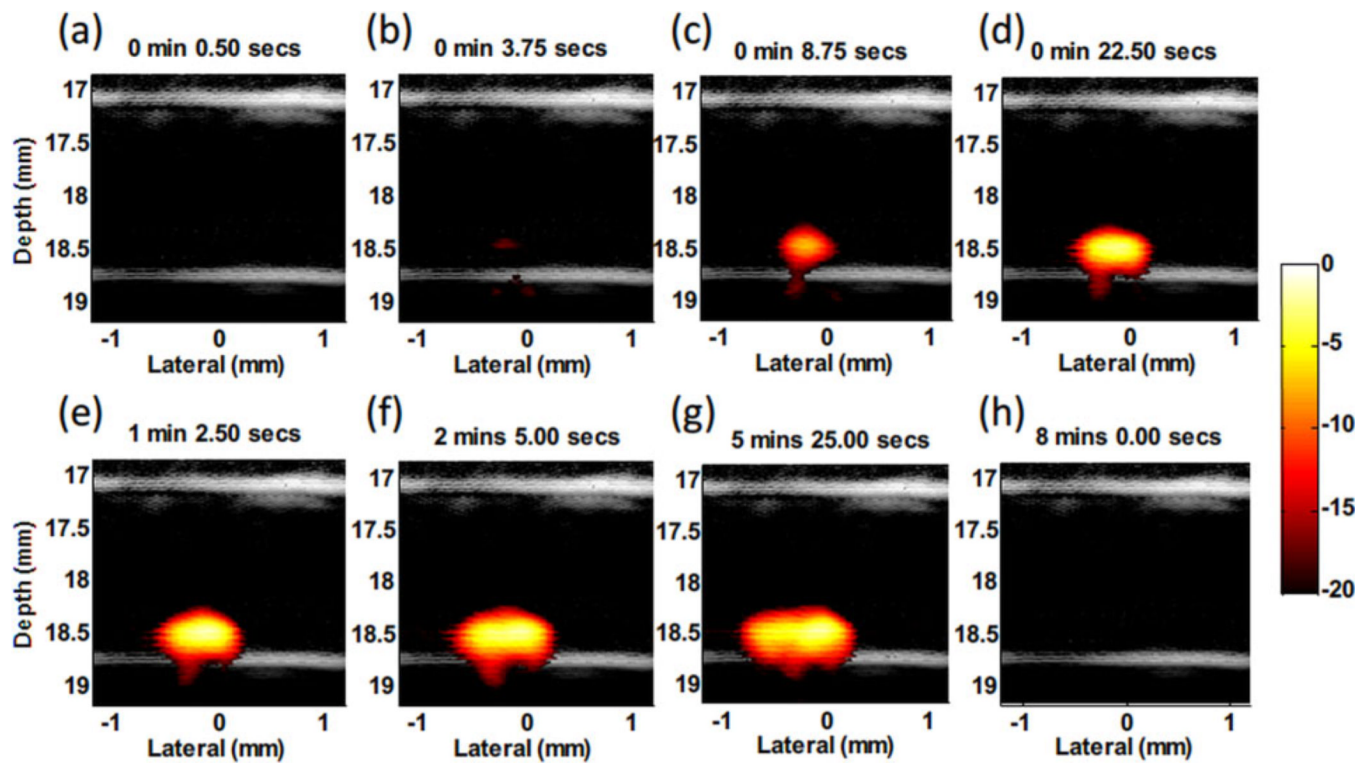 (a) (b) (c) (d)
0 min 0.50 secs 0 min 3.75 secs 0 min 8.75 secs 0 min 22.50 secs
17 17 17 17
17.5 17.5 17.5 17.5
Depth (mm)
18 18 18 18
18.5 18.5 18.5 18.5
19 19 19 19
-1 0 1 -1 0 1 -1 0 1 -1 0 1
Lateral (mm) Lateral (mm) Lateral (mm) Lateral (mm)
0
-5
-10
-15
-20
(e) (f) (g) (h)
1 min 2.50 secs 2 mins 5.00 secs 5 mins 25.00 secs 8 mins 0.00 secs
17 17 17 17
17.5 17.5 17.5 17.5
Depth (mm)
18 18 18 18
18.5 18.5 18.5 18.5
19 19 19 19
-1 0 1 -1 0 1 -1 0 1 -1 0 1
Lateral (mm) Lateral (mm) Lateral (mm) Lateral (mm)